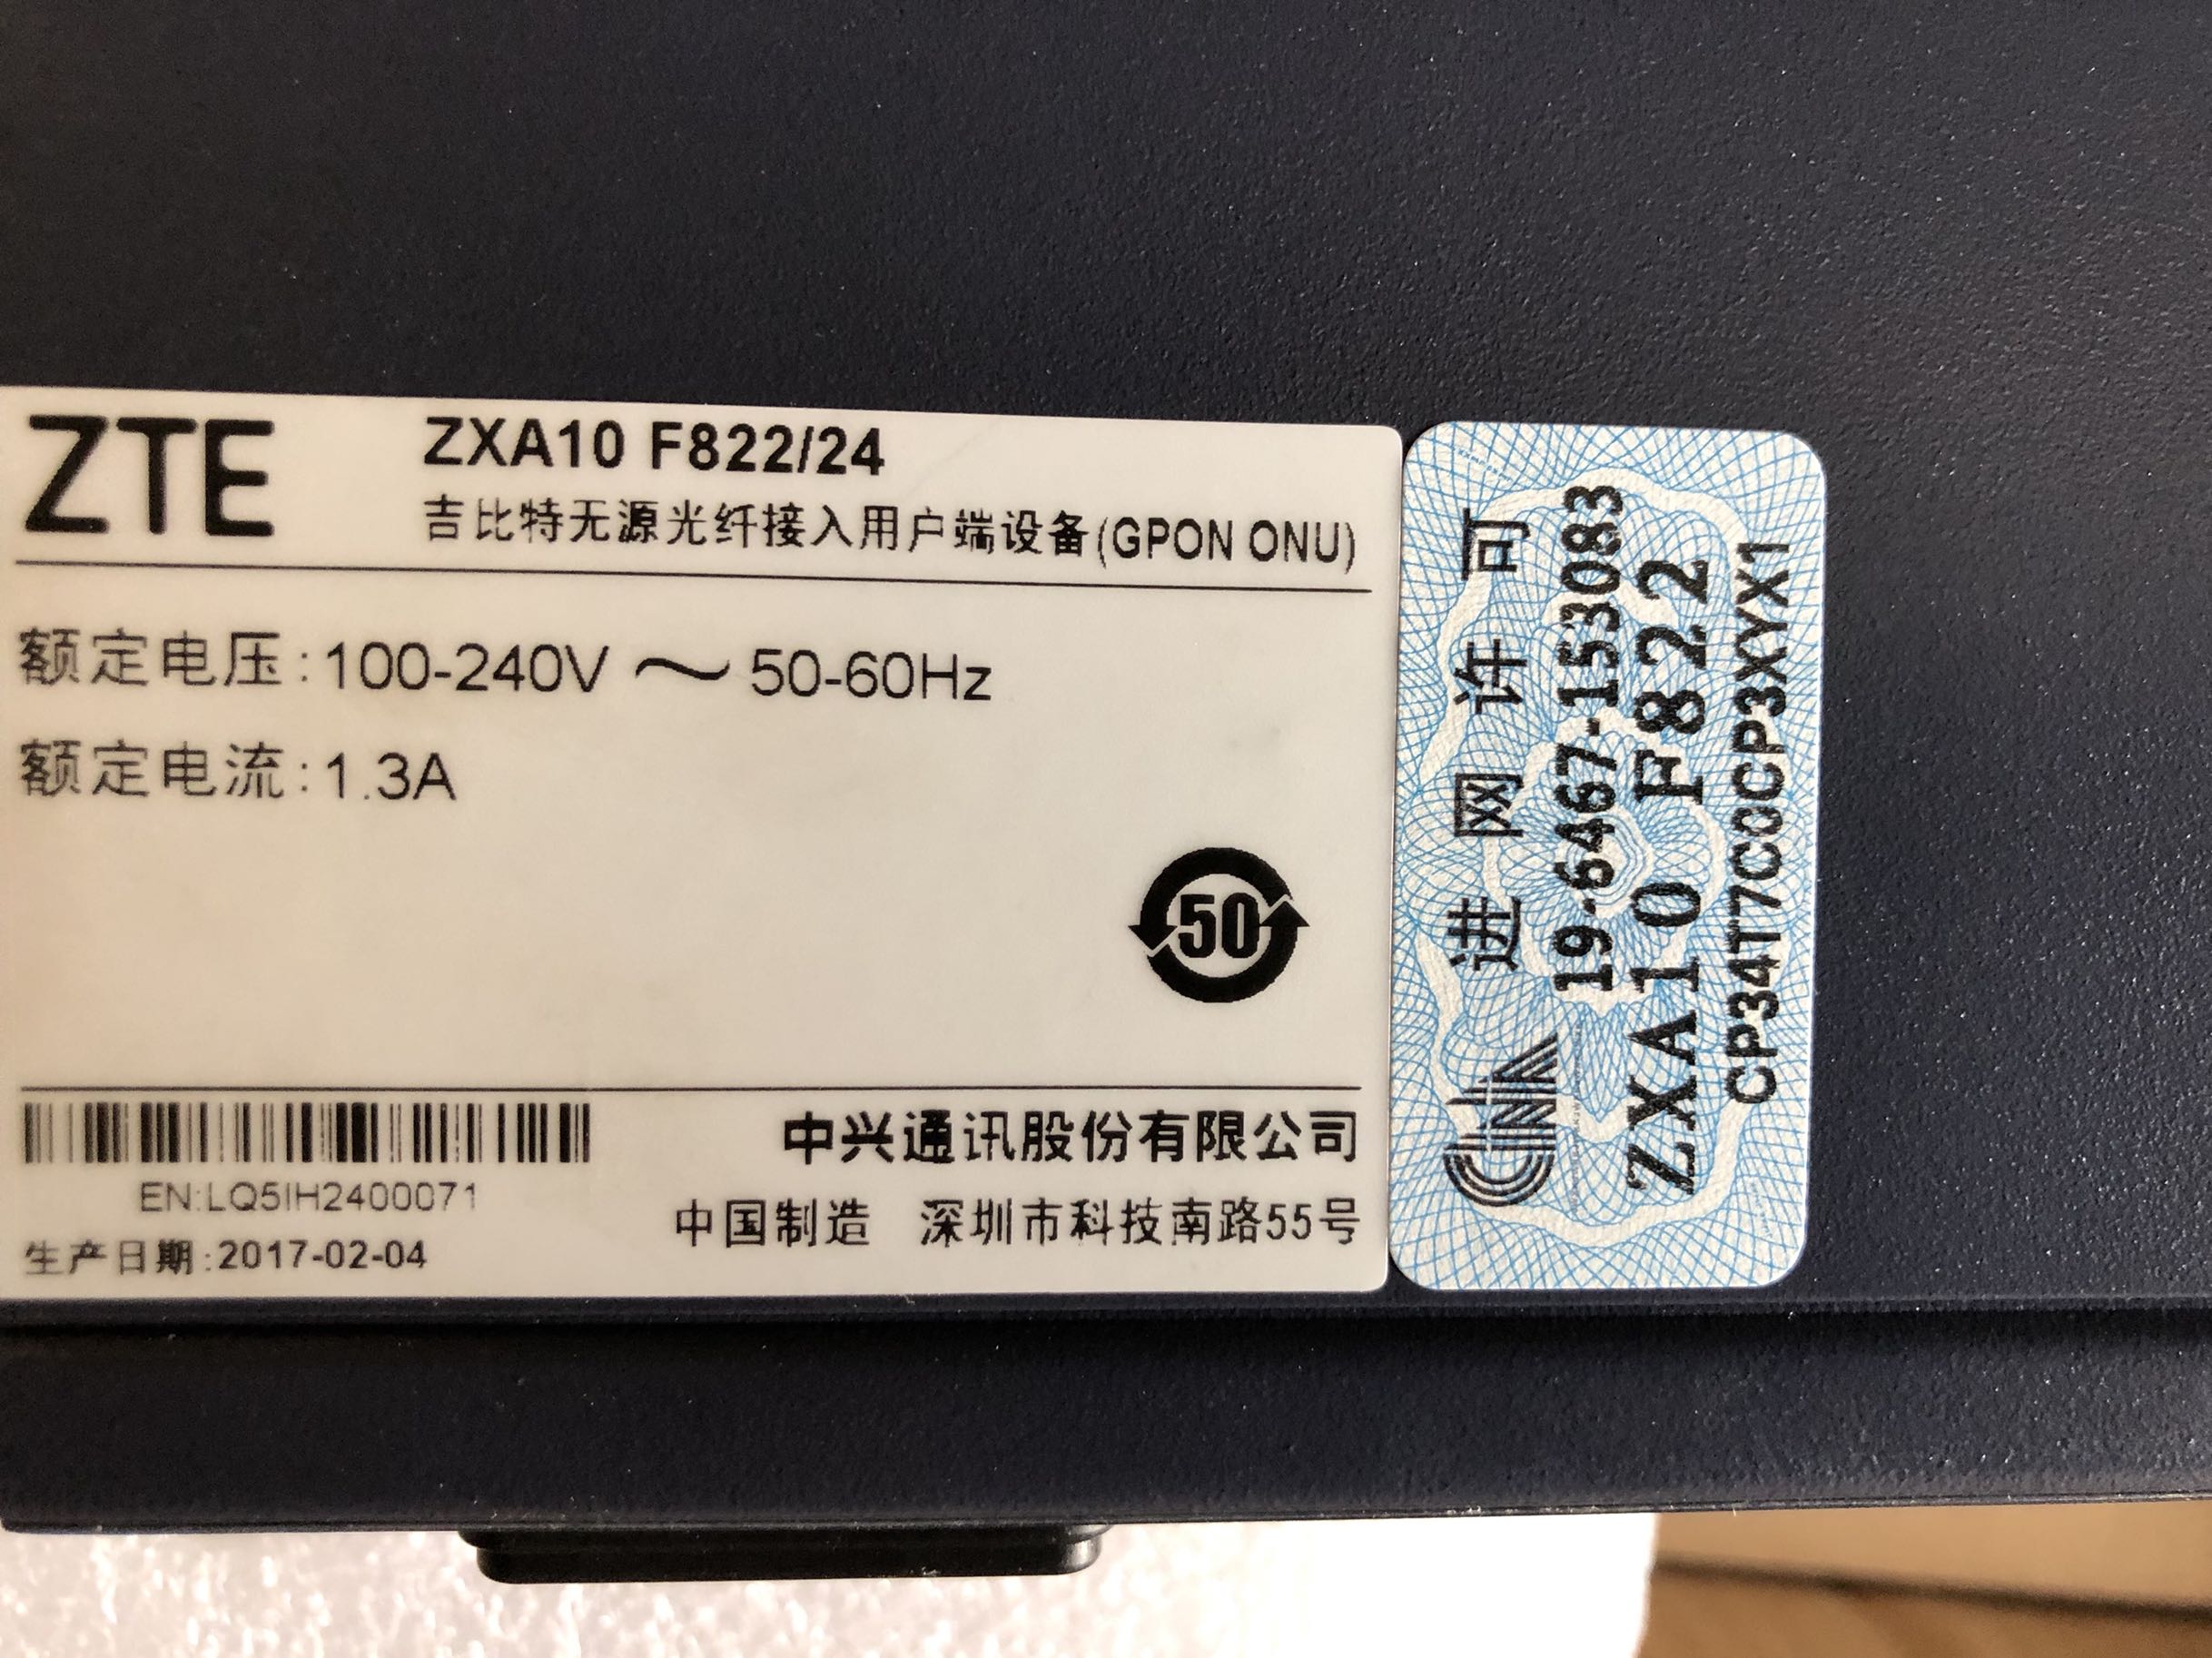 ZTE
ZXA10 F822/24
吉比特无源光纤接入用户端设备(GPON ONU)
额定电压:100-240V ～ 50-60Hz
额定电流:1.3A
50
EN:LQ5IH2400071
生产日期:2017-02-04
中兴通讯股份有限公司
中国制造 深圳市科技南路55号
进网许可
19-6467-153083
ZXA10 F822
CP34T7C0CP3XYX1